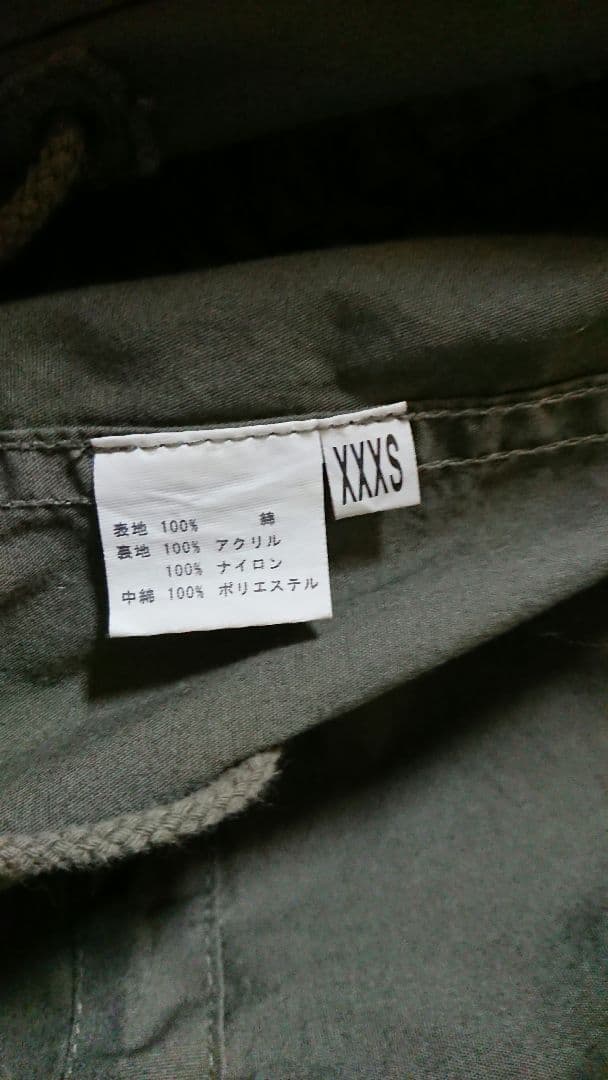 XXXS
表地 100% 綿
裏地 100% アクリル
100% ナイロン
中綿 100% ポリエステル